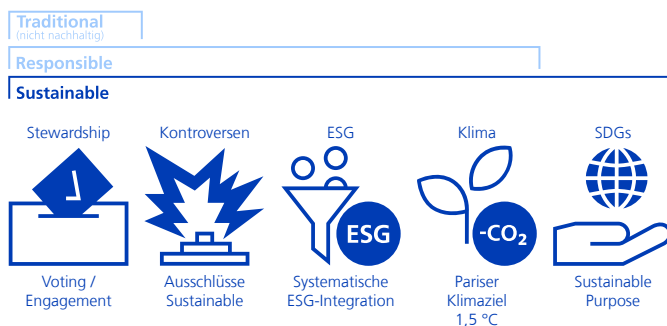 Traditional
(nicht nachhaltig)
Responsible
Sustainable
Stewardship
Kontroversen
ESG
Klima
SDGs
ESG
-CO₂
Voting /
Engagement
Ausschlüsse
Sustainable
Systematische
ESG-Integration
Pariser
Klimaziel
1,5 °C
Sustainable
Purpose